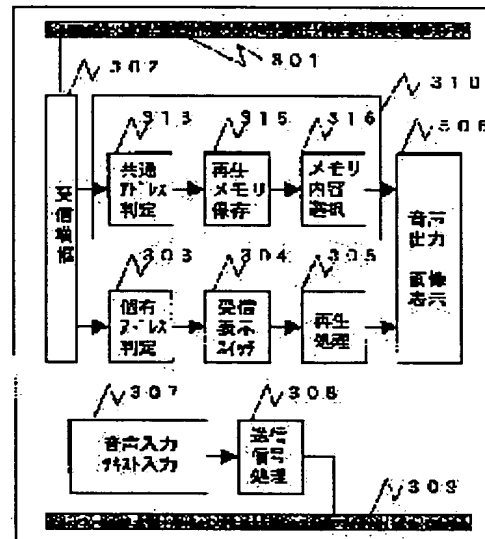 302
301
310
313
315
316
306
共通
アドレス
判定
再生
メモリ
保存
メモリ
内容
選択
受信
音声
出力
画像
表示
303
304
305
個有
アドレス
判定
受信
表示
スイッチ
再生
処理
307
308
音声入力
テキスト入力
送信
信号
処理
309